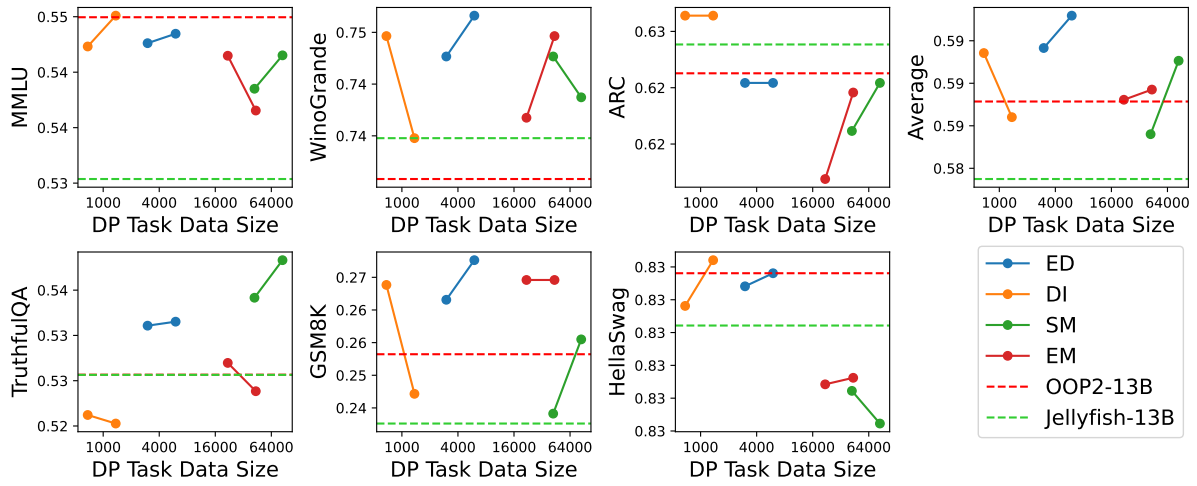 MMLU
0.55
0.54
0.54
0.53
1000 4000 16000 64000
DP Task Data Size
WinoGrande
0.75
0.74
0.74
1000 4000 16000 64000
DP Task Data Size
ARC
0.63
0.62
0.62
1000 4000 16000 64000
DP Task Data Size
Average
0.59
0.59
0.59
0.58
1000 4000 16000 64000
DP Task Data Size
TruthfulQA
0.54
0.53
0.53
0.52
1000 4000 16000 64000
DP Task Data Size
GSM8K
0.27
0.26
0.26
0.25
0.24
1000 4000 16000 64000
DP Task Data Size
HellaSwag
0.83
0.83
0.83
0.83
0.83
0.83
1000 4000 16000 64000
DP Task Data Size
ED
DI
SM
EM
OOP2-13B
Jellyfish-13B